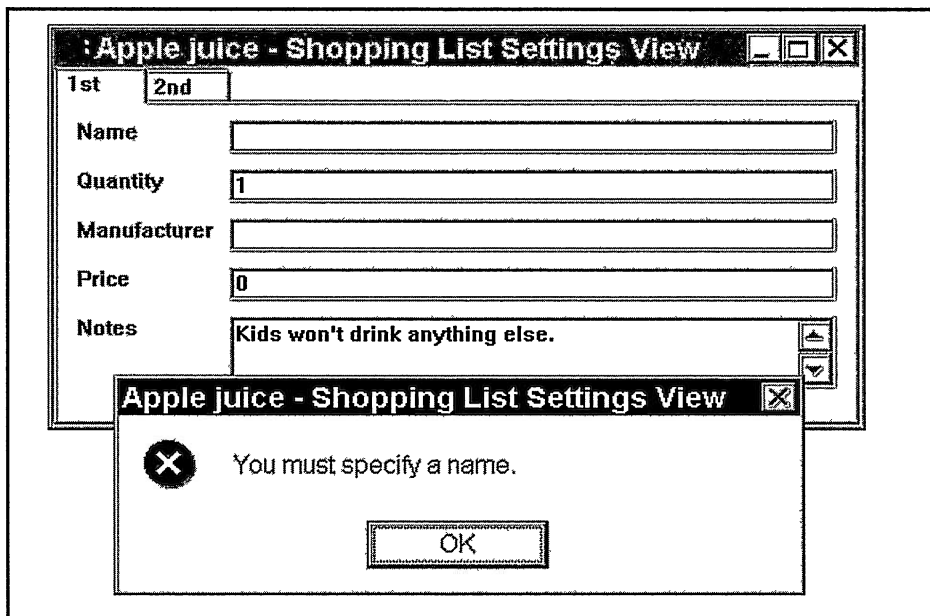 Apple juice - Shopping List Settings View
1st 2nd
Name
Quantity 1
Manufacturer
Price 0
Notes Kids won't drink anything else.
Apple juice - Shopping List Settings View
You must specify a name.
OK